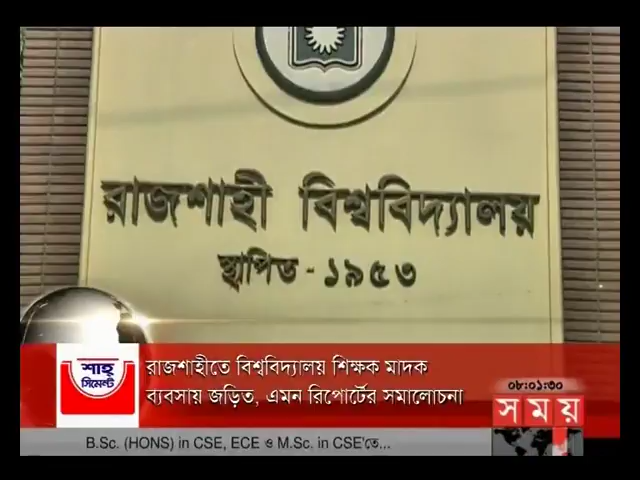 রাজশাহী বিশ্ববিদ্যালয়
স্থাপিত - ১৯৫৩
শাহ্
সিমেন্ট
রাজশাহীতে বিশ্ববিদ্যালয় শিক্ষক মাদক
ব্যবসায় জড়িত, এমন রিপোর্টের সমালোচনা
০৮:০১:৩০
সময়
B.Sc. (HONS) in CSE, ECE ও M.Sc. in CSE'তে...